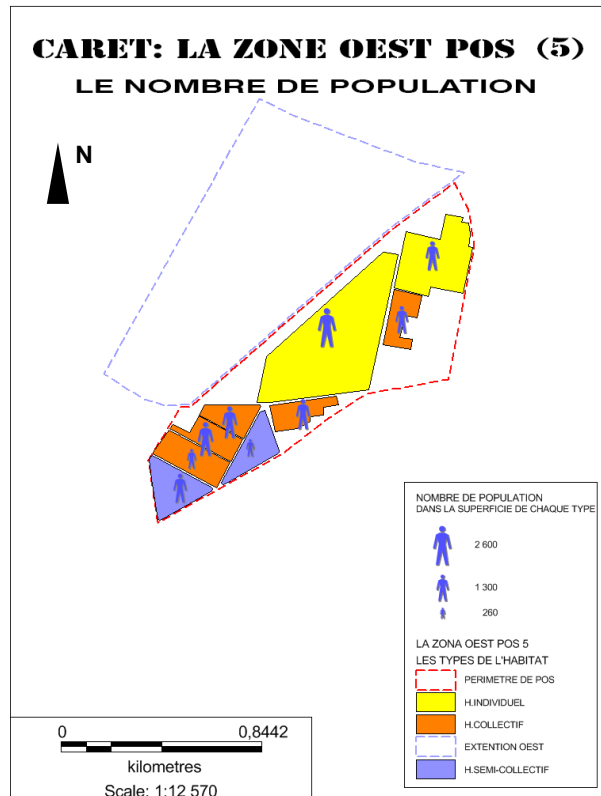 CARET: LA ZONE OEST POS (5)
LE NOMBRE DE POPULATION
N
NOMBRE DE POPULATION
DANS LA SUPERFICIE DE CHAQUE TYPE
2 600
1 300
260
LA ZONA OEST POS 5
LES TYPES DE L'HABITAT
PERIMETRE DE POS
H.INDIVIDUEL
H.COLLECTIF
EXTENTION OEST
H.SEMI-COLLECTIF
0 0,8442
kilometres
Scale: 1:12 570